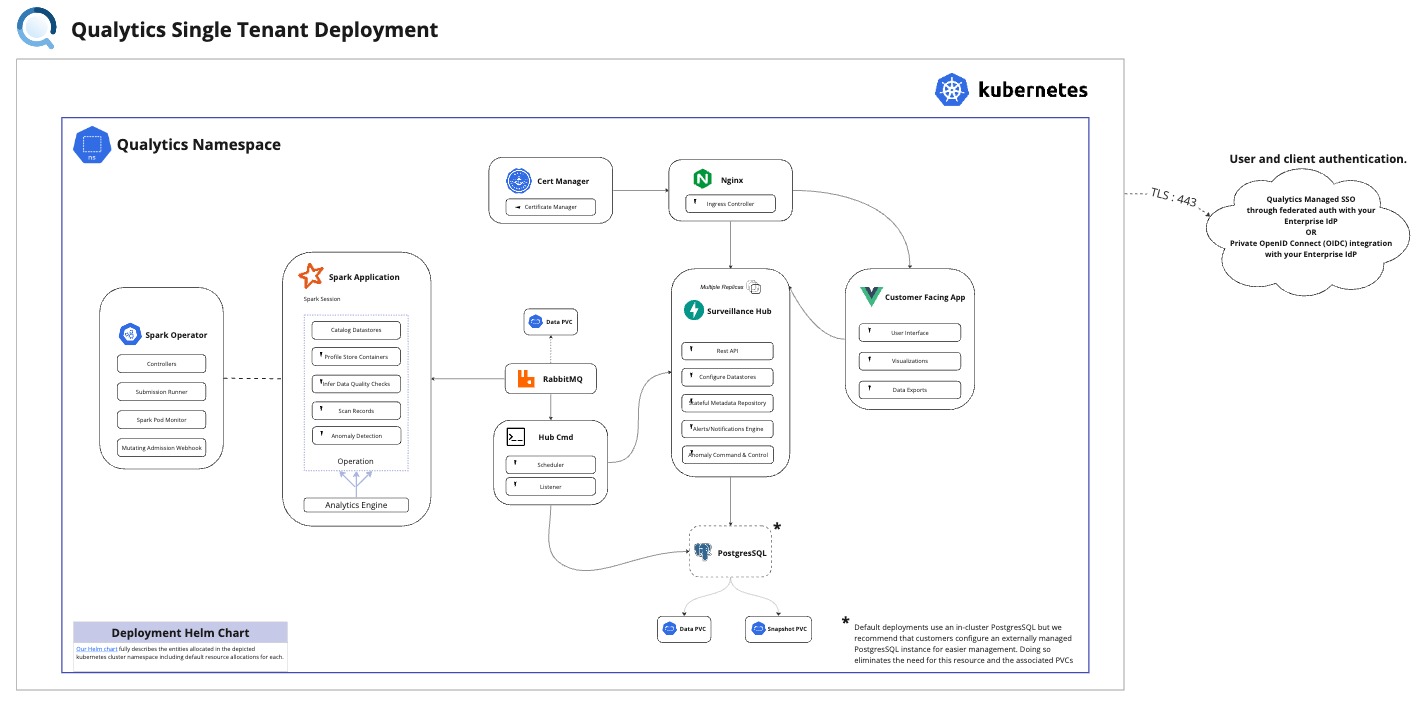 Qualytics Single Tenant Deployment
kubernetes
ns
Qualytics Namespace
User and client authentication.
TLS : 443
Qualytics Managed SSO
through federated auth with your
Enterprise IdP
OR
Private OpenID Connect (OIDC) integration
with your Enterprise IdP
Cert Manager
Certificate Manager
Nginx
Ingress Controller
Spark Operator
Controllers
Submission Runner
Spark Pod Monitor
Mutating Admission Webhook
Spark Application
Spark Session
Catalog Datastores
Profile Store Containers
Infer Data Quality Checks
Scan Records
Anomaly Detection
Operation
Analytics Engine
Data PVC
RabbitMQ
Hub Cmd
Scheduler
Listener
Multiple Replicas
Surveillance Hub
Rest API
Configure Datastores
Stateful Metadata Repository
Alerts/Notifications Engine
Anomaly Command & Control
Customer Facing App
User Interface
Visualizations
Data Exports
*
PostgresSQL
Data PVC
Snapshot PVC
Deployment Helm Chart
Our Helm chart fully describes the entities allocated in the depicted
kubernetes cluster namespace including default resource allocations for each.
* Default deployments use an in-cluster PostgreSQL but we
recommend that customers configure an externally managed
PostgreSQL instance for easier management. Doing so
eliminates the need for this resource and the associated PVCs